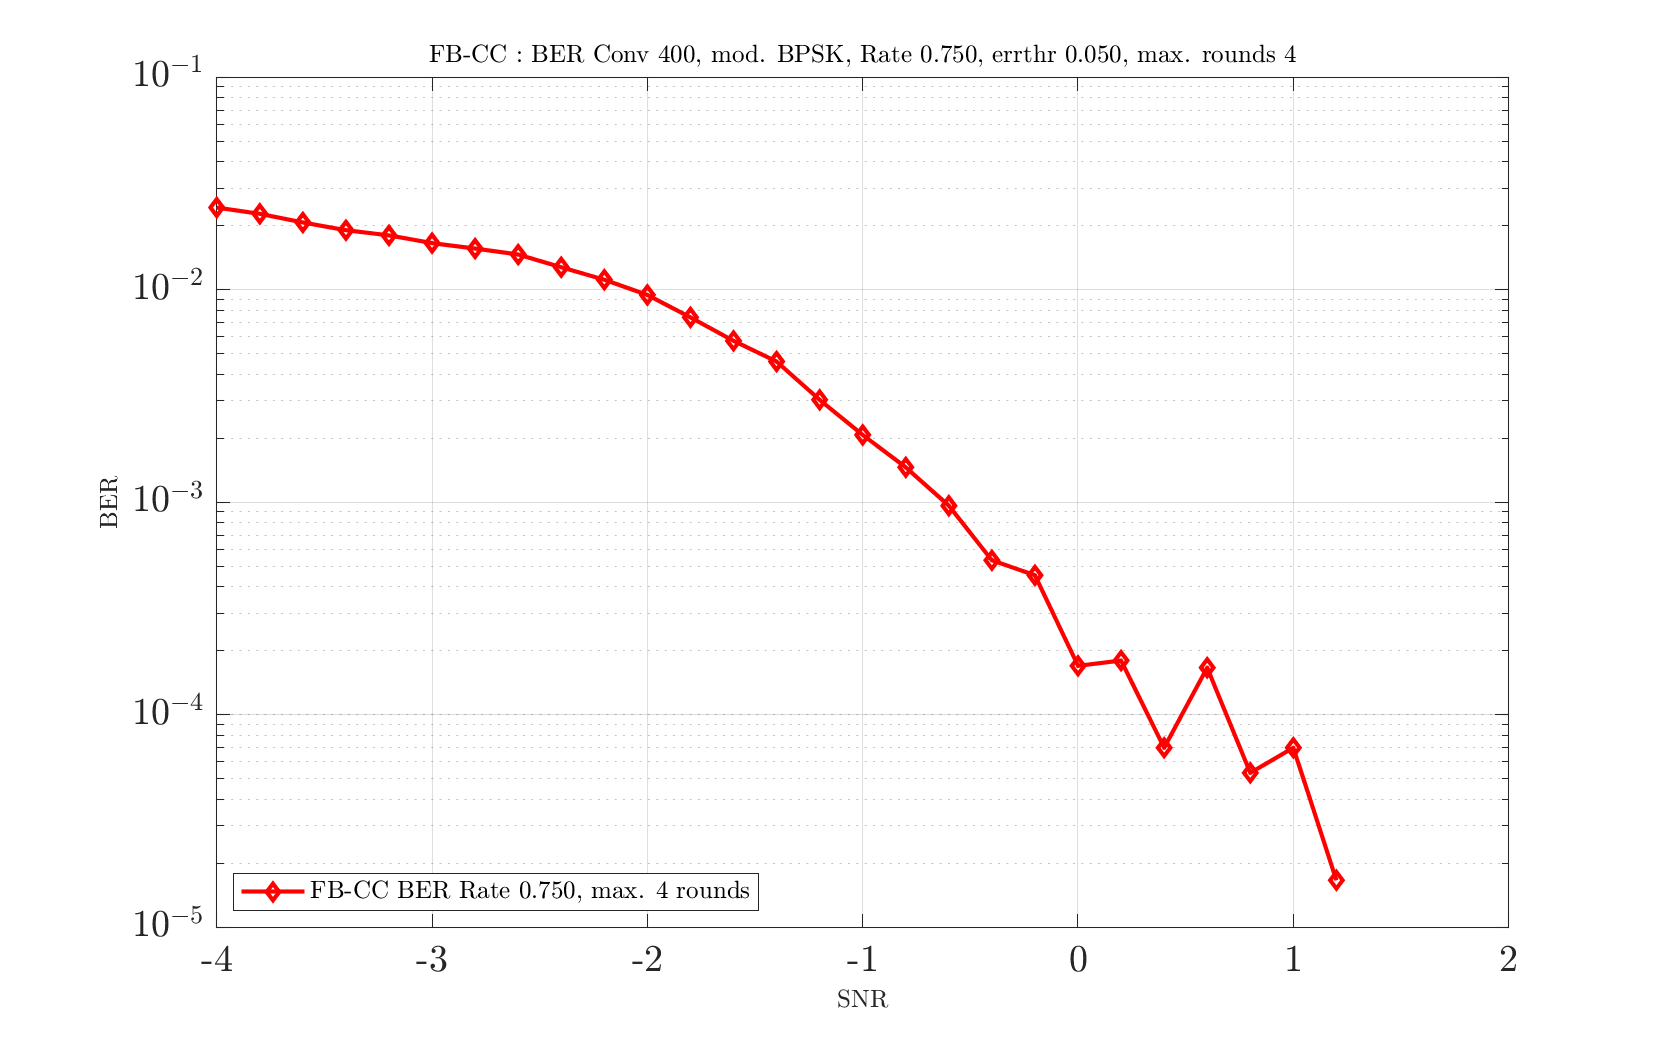 FB-CC : BER Conv 400, mod. BPSK, Rate 0.750, errthr 0.050, max. rounds 4
10^{-1}
10^{-2}
10^{-3}
10^{-4}
10^{-5}
BER
FB-CC BER Rate 0.750, max. 4 rounds
-4 -3 -2 -1 0 1 2
SNR